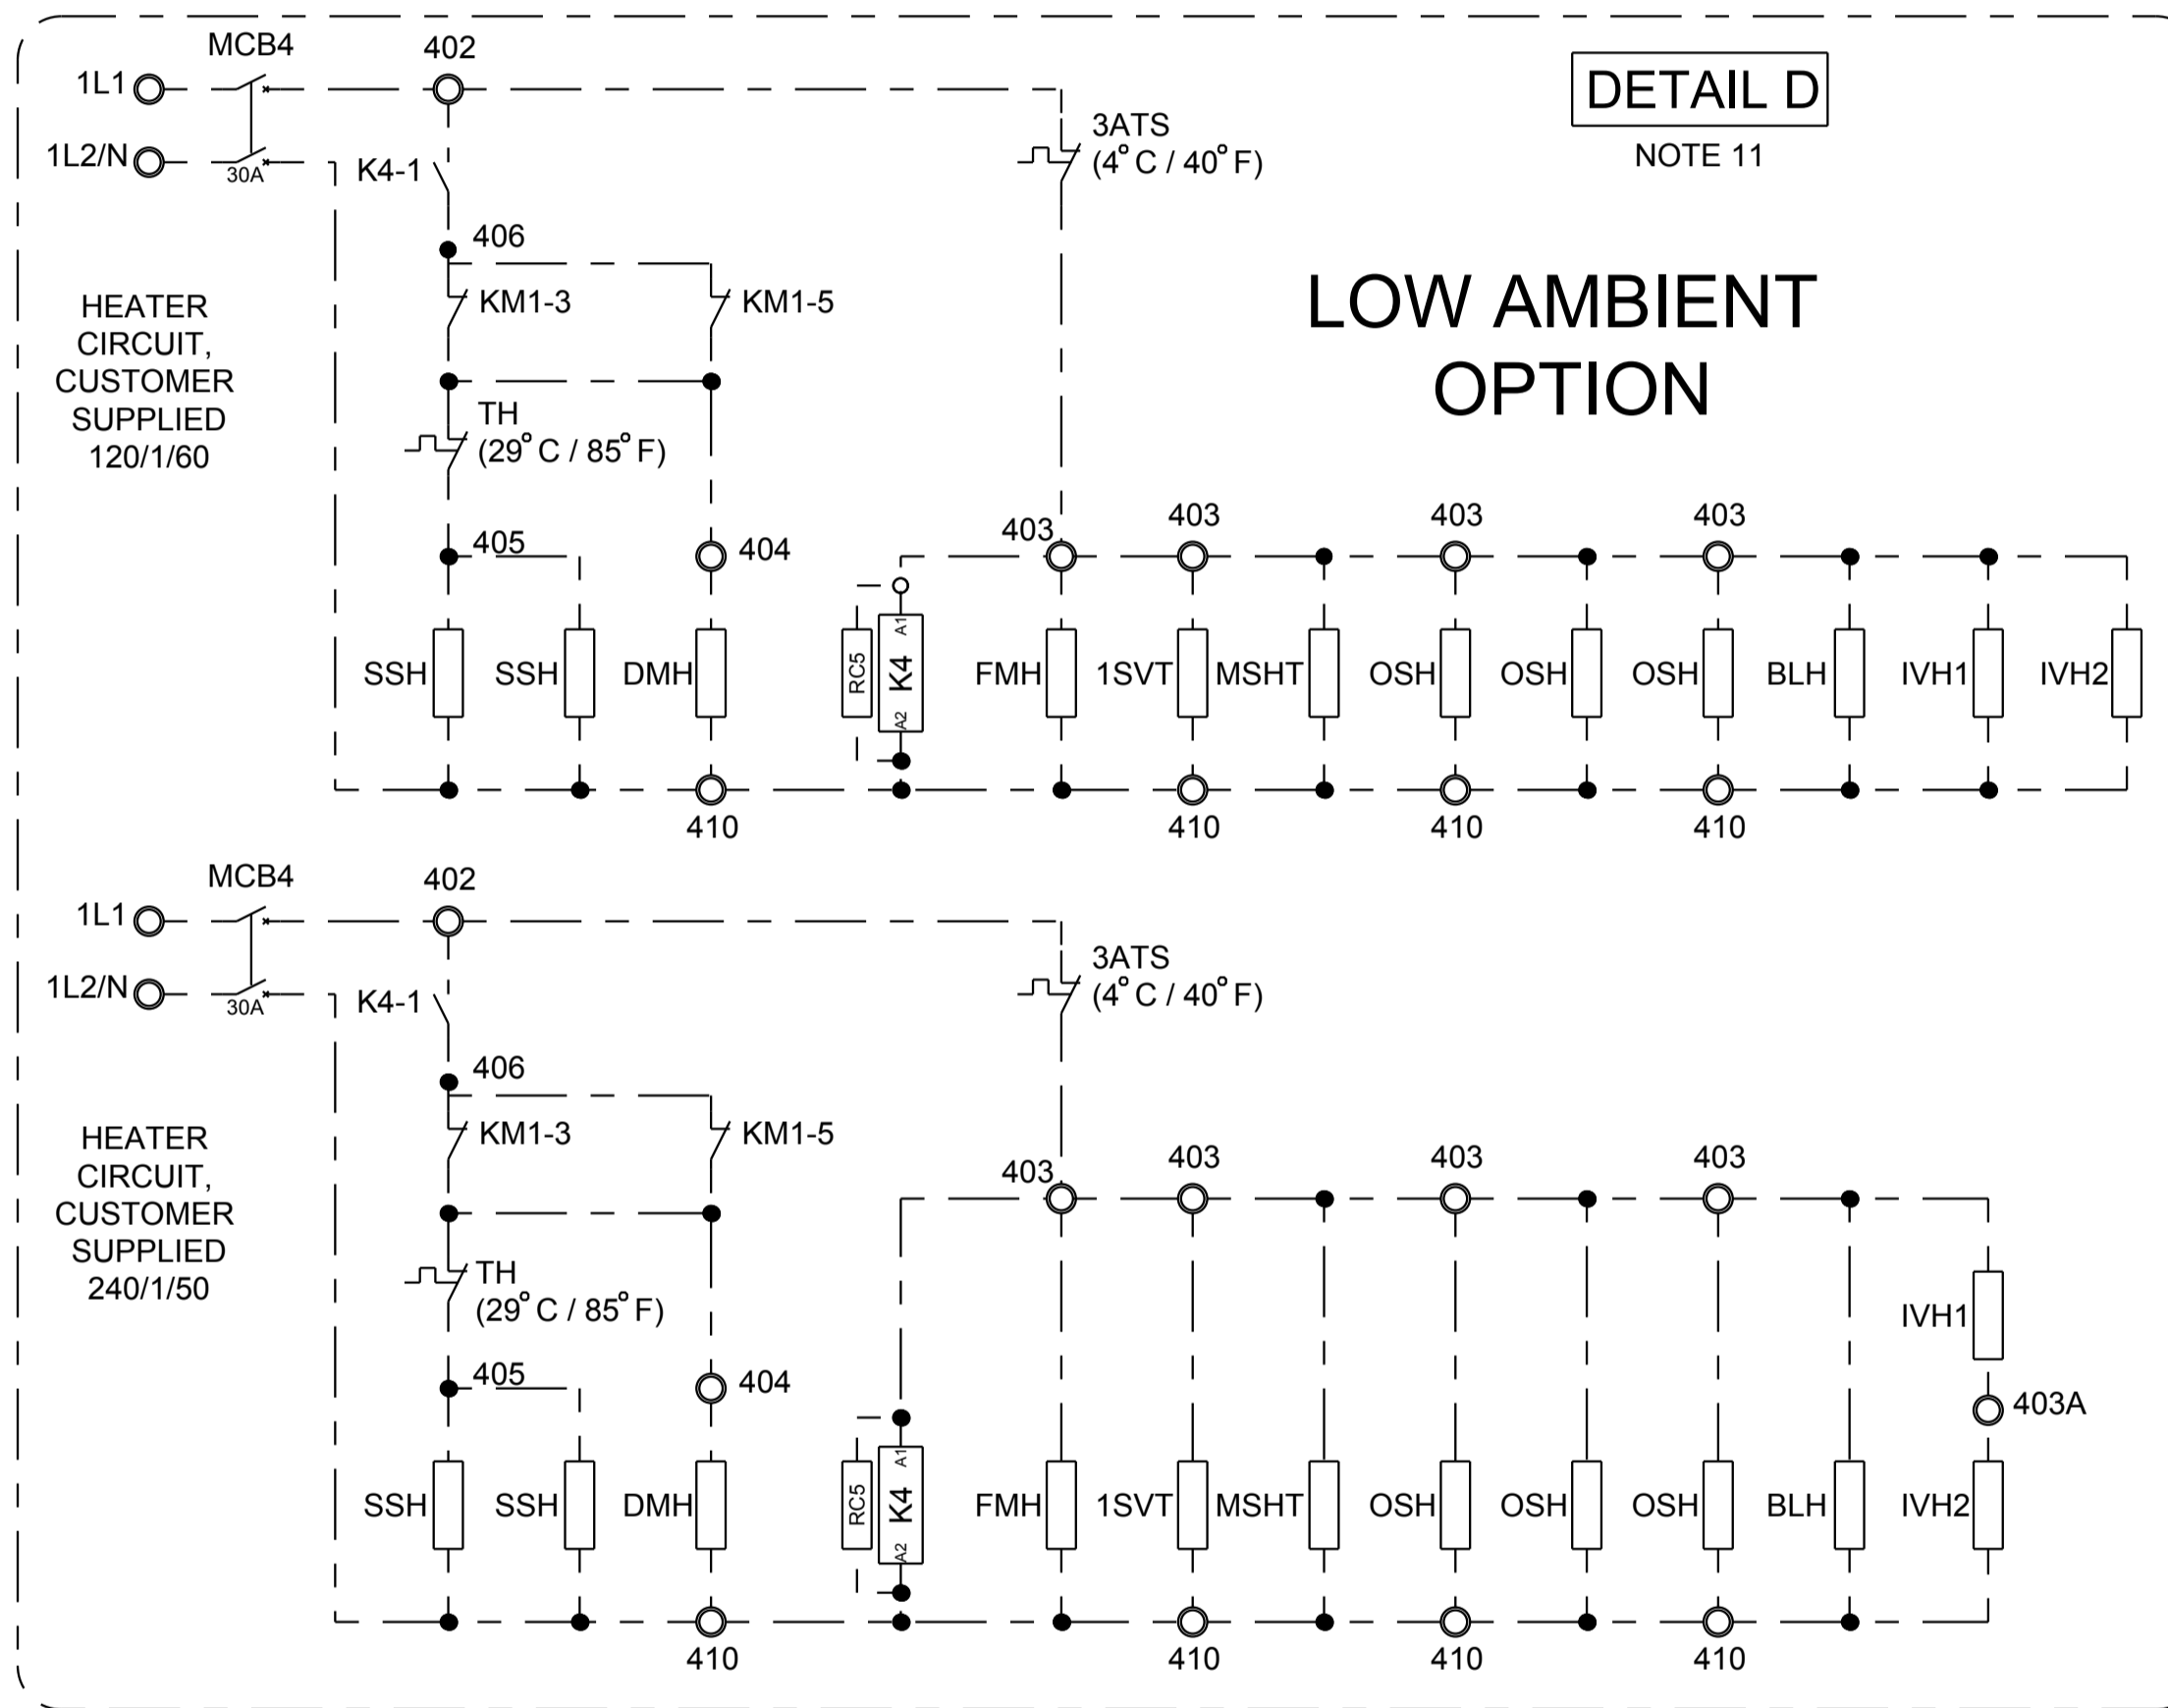 MCB4
402
DETAIL D
1L1
3ATS
(4°C / 40°F)
1L2/N
30A
K4-1
NOTE 11
406
LOW AMBIENT
OPTION
HEATER
CIRCUIT,
CUSTOMER
SUPPLIED
120/1/60
KM1-3
KM1-5
TH
(29°C / 85°F)
405
404
403
403
403
403
SSH
SSH
DMH
RC5
A1
K4
A2
FMH
1SVT
MSHT
OSH
OSH
OSH
BLH
IVH1
IVH2
410
410
410
410
MCB4
402
1L1
3ATS
(4°C / 40°F)
1L2/N
30A
K4-1
406
HEATER
CIRCUIT,
CUSTOMER
SUPPLIED
240/1/50
KM1-3
KM1-5
403
403
403
403
TH
(29°C / 85°F)
IVH1
405
404
403A
SSH
SSH
DMH
RC5
A1
K4
A2
FMH
1SVT
MSHT
OSH
OSH
OSH
BLH
IVH2
410
410
410
410